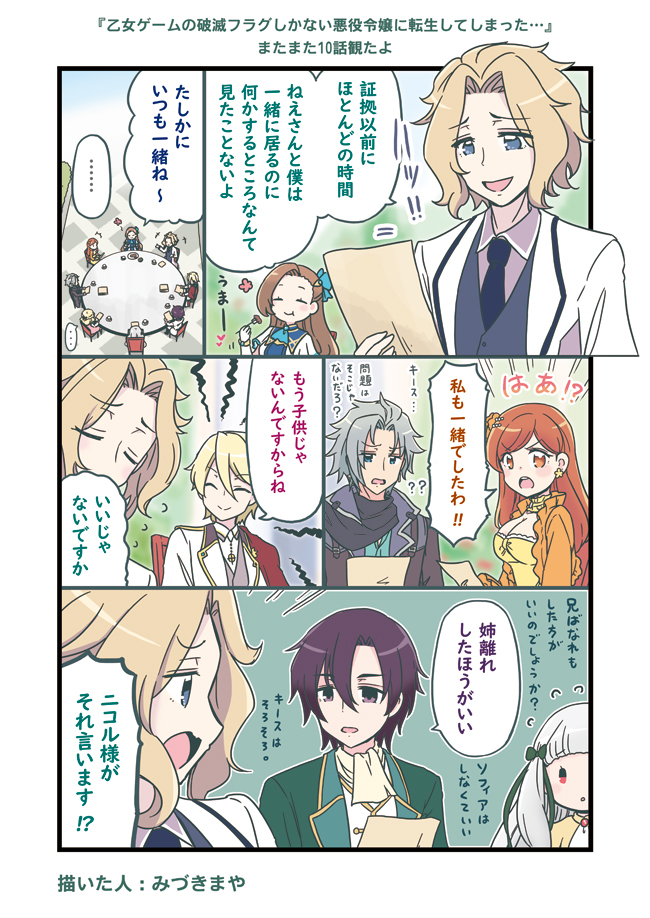 『乙女ゲームの破滅フラグしかない悪役令嬢に転生してしまった…』
またまた10話観たよ
証拠以前に
ほとんどの時間
ハハッ!!
ねえさんと僕は
一緒に居るのに
何かするところなんて
見たことないよ
うまー
たしかに
いつも一緒ね〜
………
…
はあ!?
私も一緒でしたわ!!
キース…
問題は
そこじゃ
ないだろ?
??
もう子供じゃ
ないんですからね
いいじゃ
ないですか
兄ばなれも
した方が
いいのでしょうか?
姉離れ
したほうがいい
ソフィアは
しなくていい
キースは
そろそろ。
ニコル様が
それ言います!?
描いた人：みづきまや